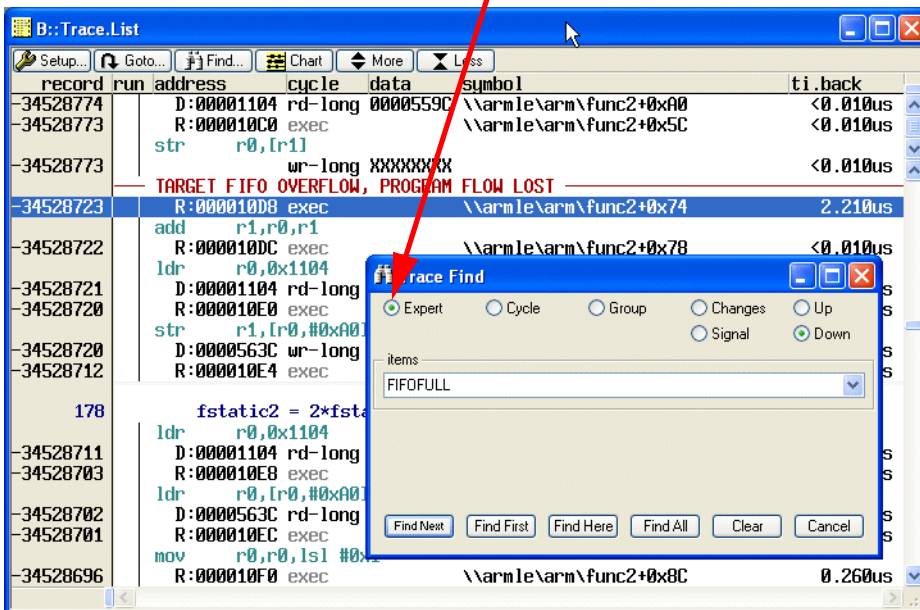 B::Trace.List
Setup... Goto... Find... Chart More Less
record run address cycle data symbol ti.back
-34528774 D:00001104 rd-long 0000559C \\armle\arm\func2+0xA0 <0.010us
-34528773 R:000010C0 exec \\armle\arm\func2+0x5C <0.010us
str r0,[r1]
-34528773 wr-long XXXXXXXX <0.010us
TARGET FIFO OVERFLOW, PROGRAM FLOW LOST
-34528723 R:000010D8 exec \\armle\arm\func2+0x74 2.210us
add r1,r0,r1
-34528722 R:000010DC exec \\armle\arm\func2+0x78 <0.010us
ldr r0,0x1104
-34528721 D:00001104 rd-long s
-34528720 R:000010E0 exec s
str r1,[r0,#0xA0]
-34528720 D:0000563C wr-long s
-34528712 R:000010E4 exec s
178 fstatic2 = 2*fsta
ldr r0,0x1104
-34528711 D:00001104 rd-long s
-34528703 R:000010E8 exec s
ldr r0,[r0,#0xA0]
-34528702 D:0000563C rd-long s
-34528701 R:000010EC exec s
mov r0,r0,lsl #0x1
-34528696 R:000010F0 exec \\armle\arm\func2+0x8C 0.260us
Trace Find
Expert Cycle Group Changes Up
Signal Down
items
FIFOFULL
Find Next Find First Find Here Find All Clear Cancel